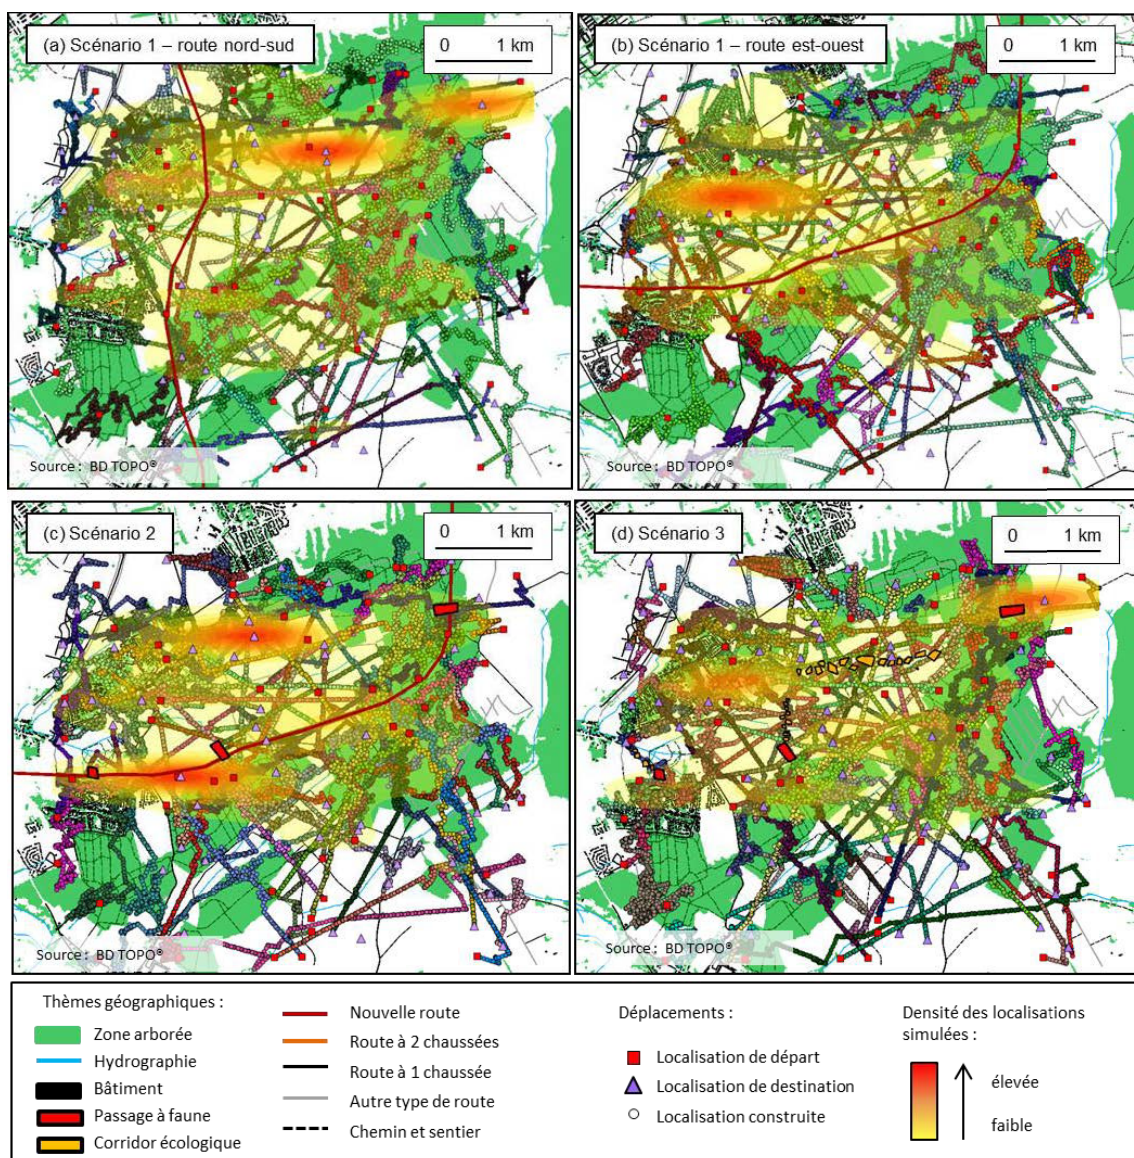 (a) Scénario 1 – route nord-sud
0 1 km
Source : BD TOPO®
(b) Scénario 1 – route est-ouest
0 1 km
Source : BD TOPO®
(c) Scénario 2
0 1 km
Source : BD TOPO®
(d) Scénario 3
0 1 km
Source : BD TOPO®
Thèmes géographiques :
Zone arborée
Hydrographie
Bâtiment
Passage à faune
Corridor écologique
Nouvelle route
Route à 2 chaussées
Route à 1 chaussée
Autre type de route
Chemin et sentier
Déplacements :
Localisation de départ
Localisation de destination
Localisation construite
Densité des localisations
simulées :
élevée
faible